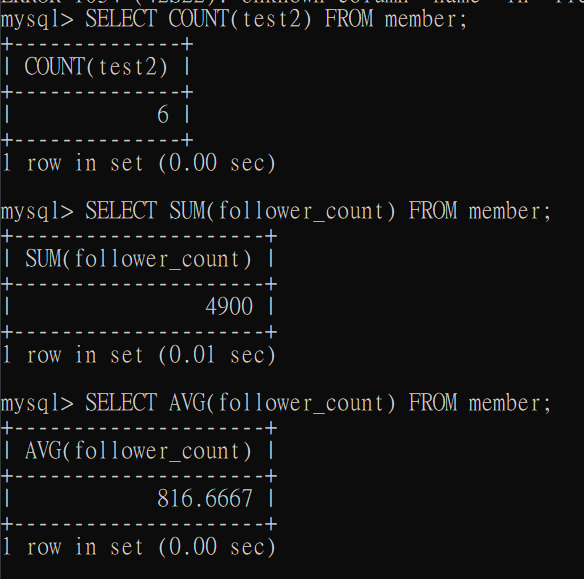 mysql> SELECT COUNT(test2) FROM member;
+--------------+
| COUNT(test2) |
+--------------+
|            6 |
+--------------+
1 row in set (0.00 sec)
mysql> SELECT SUM(follower_count) FROM member;
+---------------------+
| SUM(follower_count) |
+---------------------+
|                4900 |
+---------------------+
1 row in set (0.01 sec)
mysql> SELECT AVG(follower_count) FROM member;
+---------------------+
| AVG(follower_count) |
+---------------------+
|            816.6667 |
+---------------------+
1 row in set (0.00 sec)